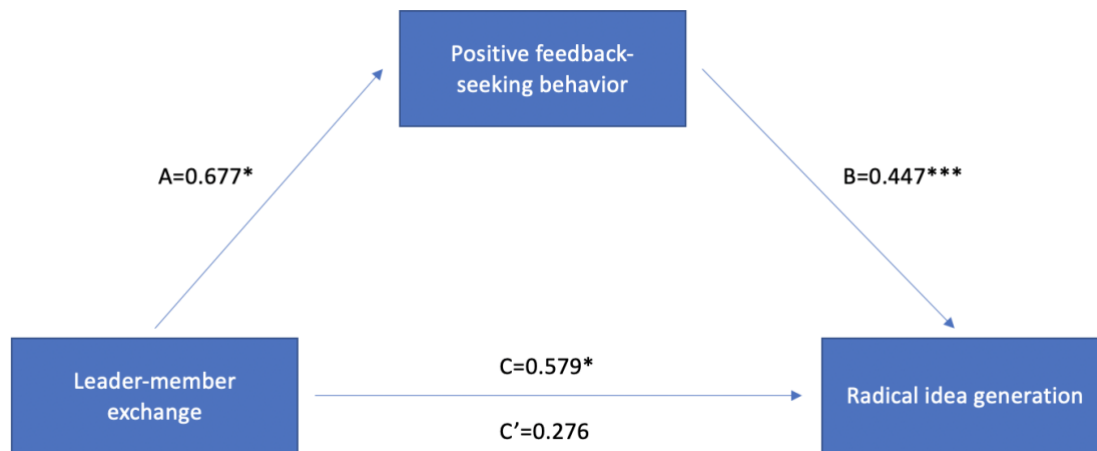 Positive feedback-
seeking behavior
A=0.677*
B=0.447***
Leader-member
exchange
C=0.579*
C’=0.276
Radical idea generation